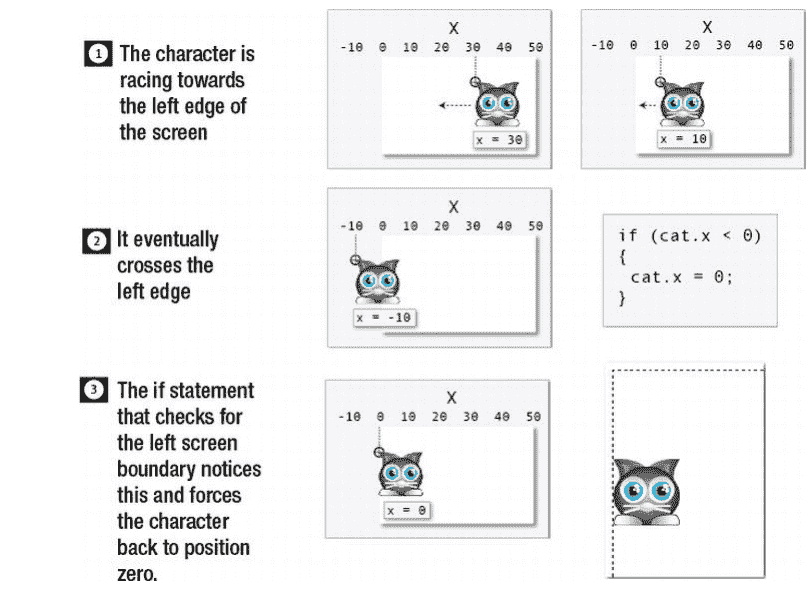 1 The character is
racing towards
the left edge of
the screen
X
-10 0 10 20 30 40 50
x = 30
X
-10 0 10 20 30 40 50
x = 10
2 It eventually
crosses the
left edge
X
-10 0 10 20 30 40 50
x = -10
if (cat.x < 0)
{
cat.x = 0;
}
3 The if statement
that checks for
the left screen
boundary notices
this and forces
the character
back to position
zero.
X
-10 0 10 20 30 40 50
x = 0